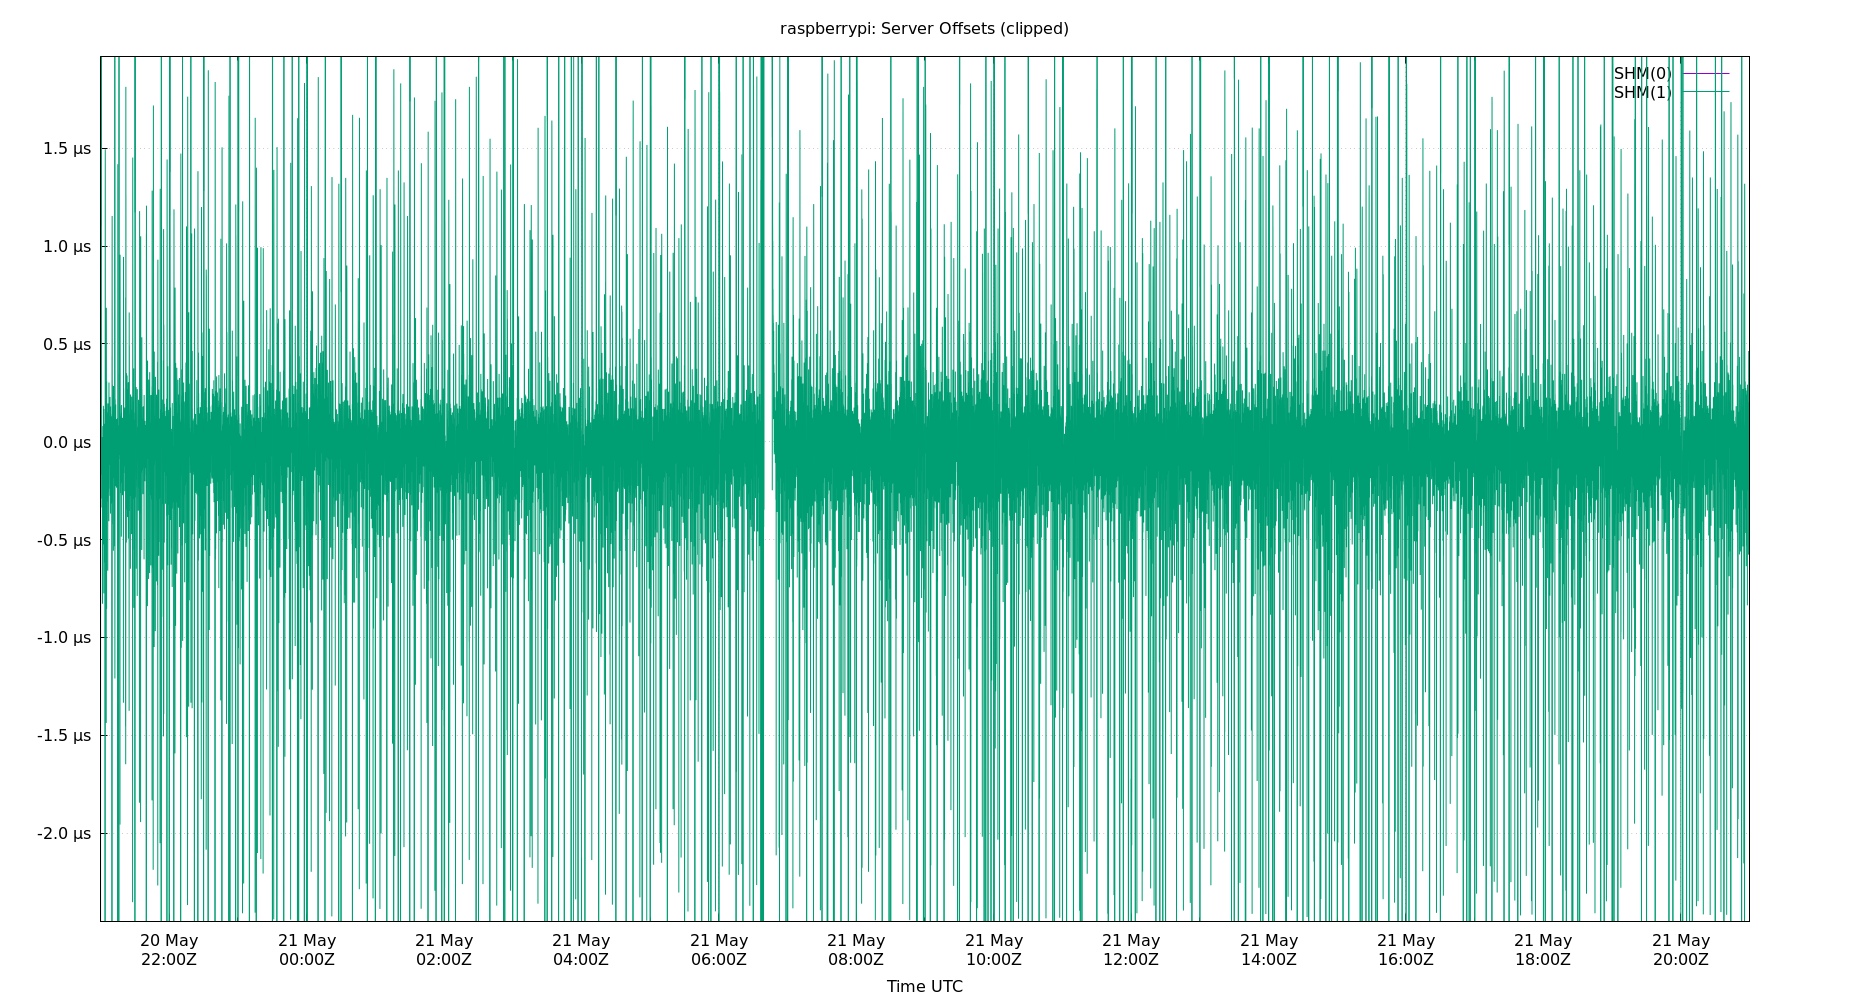 raspberrypi: Server Offsets (clipped)
SHM(0)
SHM(1)
1.5 µs
1.0 µs
0.5 µs
0.0 µs
-0.5 µs
-1.0 µs
-1.5 µs
-2.0 µs
20 May 21 May 21 May 21 May 21 May 21 May 21 May 21 May 21 May 21 May 21 May 21 May
22:00Z 00:00Z 02:00Z 04:00Z 06:00Z 08:00Z 10:00Z 12:00Z 14:00Z 16:00Z 18:00Z 20:00Z
Time UTC